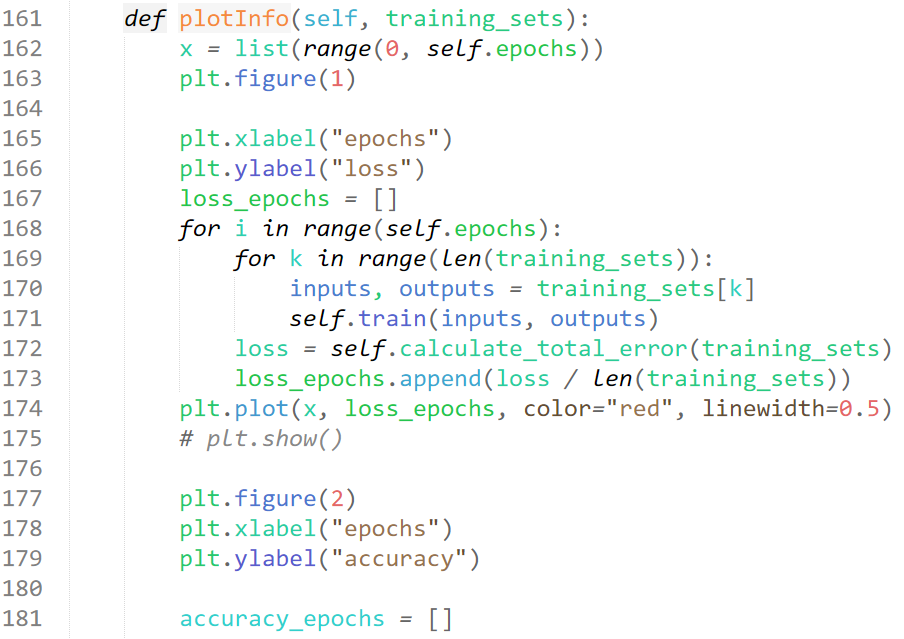 161 def plotInfo(self, training_sets):
162 x = list(range(0, self.epochs))
163 plt.figure(1)
164
165 plt.xlabel("epochs")
166 plt.ylabel("loss")
167 loss_epochs = []
168 for i in range(self.epochs):
169 for k in range(len(training_sets)):
170 inputs, outputs = training_sets[k]
171 self.train(inputs, outputs)
172 loss = self.calculate_total_error(training_sets)
173 loss_epochs.append(loss / len(training_sets))
174 plt.plot(x, loss_epochs, color="red", linewidth=0.5)
175 # plt.show()
176
177 plt.figure(2)
178 plt.xlabel("epochs")
179 plt.ylabel("accuracy")
180
181 accuracy_epochs = []